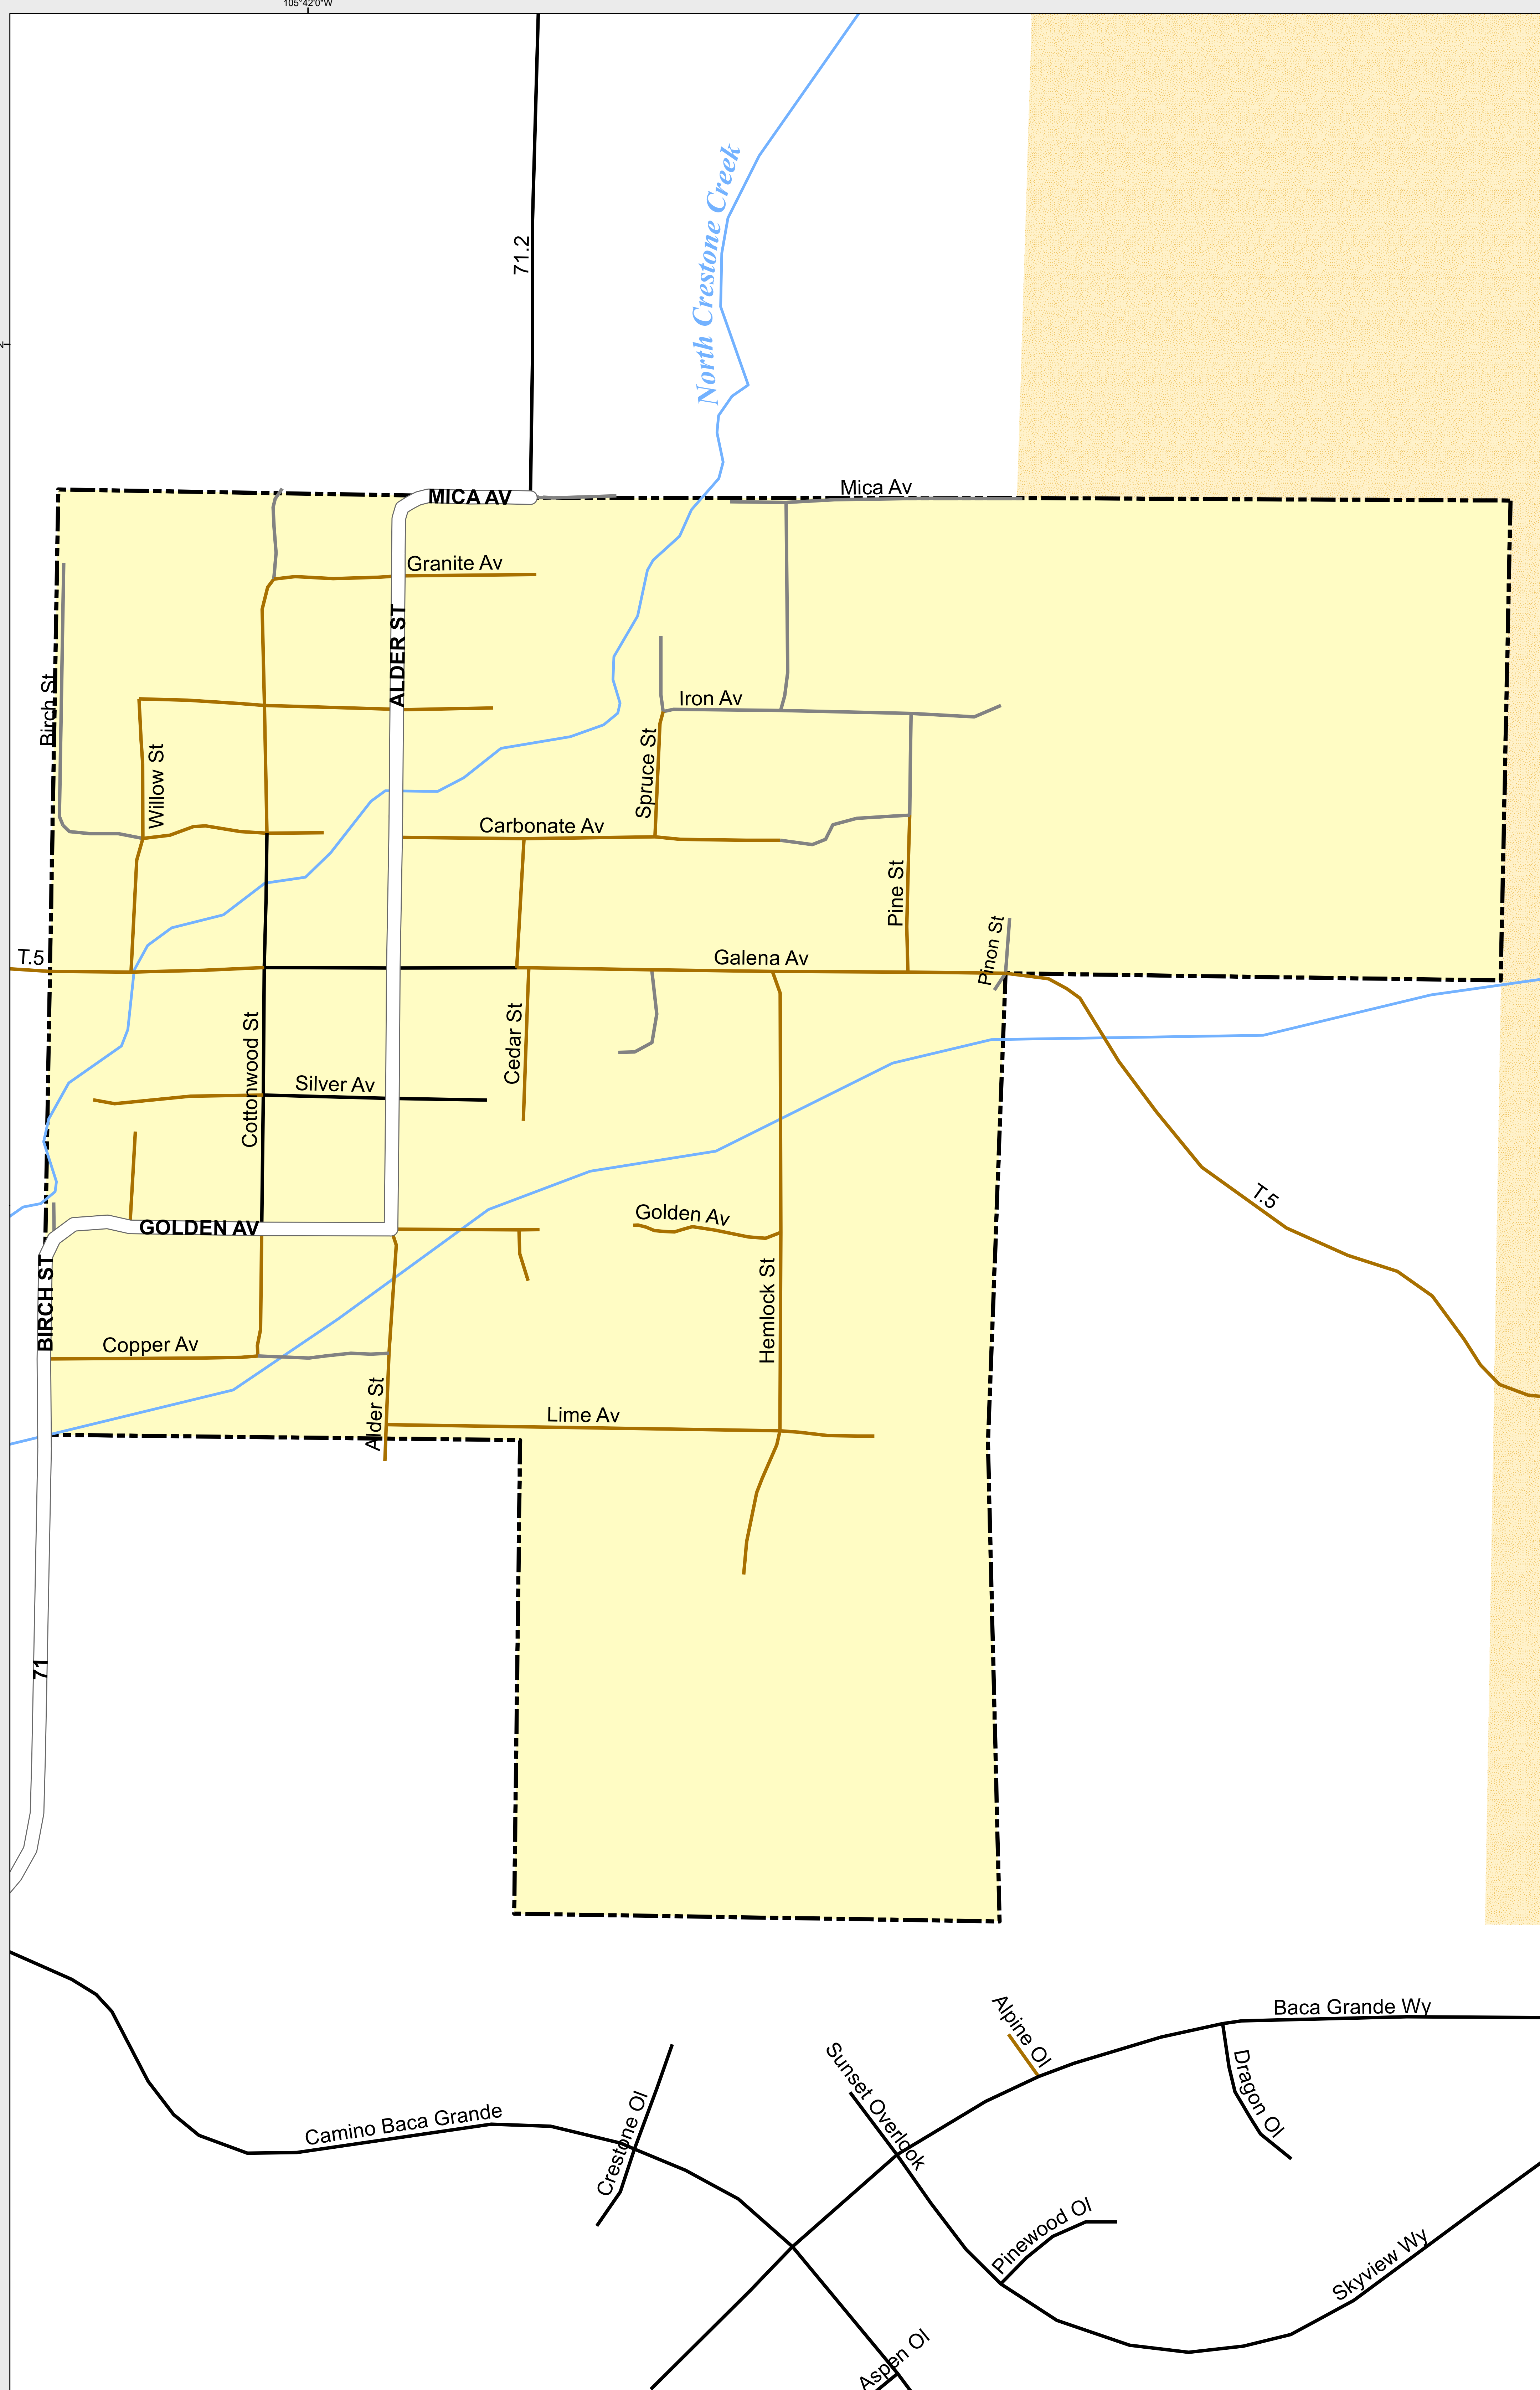 105°42'0"W
71.2
North Crestone Creek
MICA AV
Mica Av
Granite Av
ALDER ST
Birch St
Iron Av
Willow St
Spruce St
Carbonate Av
Pine St
Pinon St
T.5
Galena Av
Cottonwood St
Cedar St
Silver Av
T.5
GOLDEN AV
Golden Av
BIRCH ST
Hemlock St
Copper Av
Alder St
Lime Av
71
Alpine Ol
Baca Grande Wy
Sunset Overlook
Dragon Ol
Camino Baca Grande
Crestone Ol
Pinewood Ol
Skyview Wy
Aspen Ol